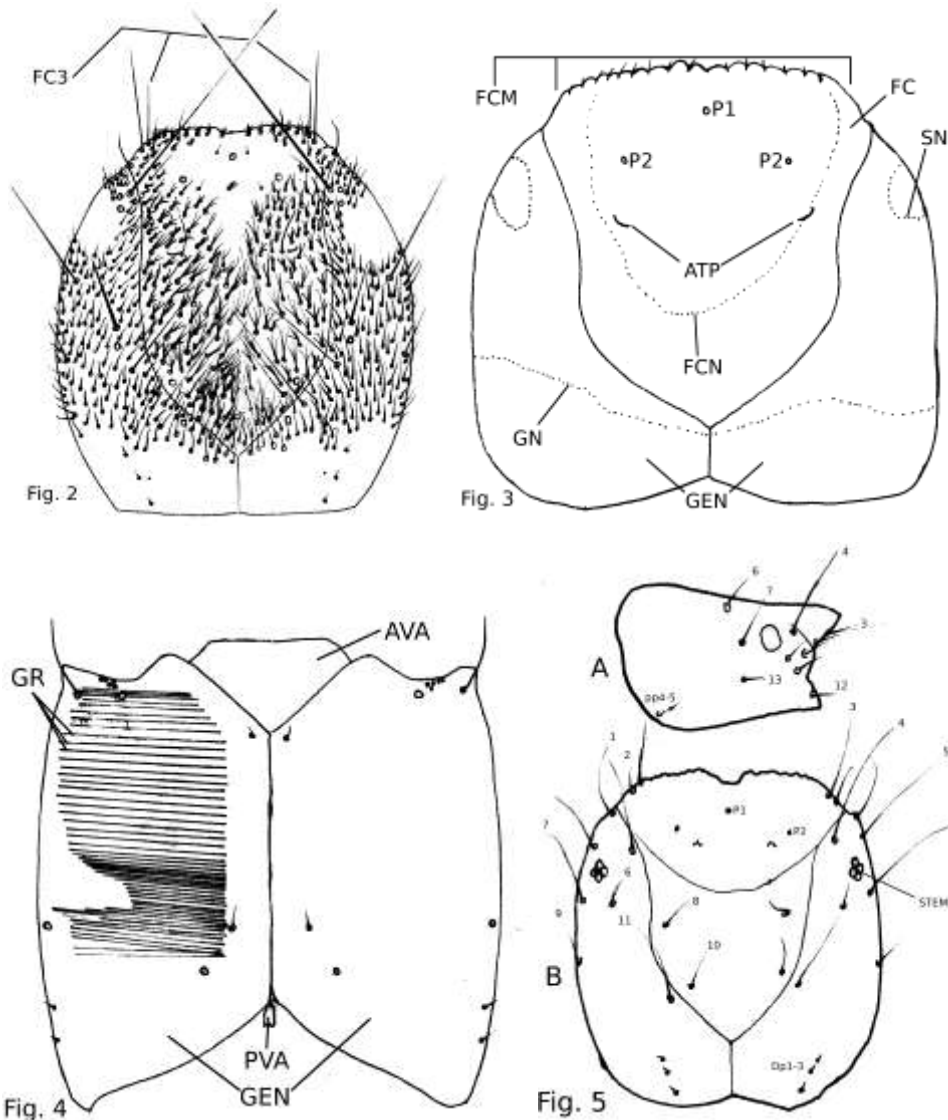 FC3
Fig. 2
FCM
FC
P1
SN
P2
P2
ATP
FCN
GN
GEN
Fig. 3
AVA
GR
PVA
GEN
Fig. 4
4
6
7
3
A
13
12
pp4-5
1
2
3
4
5
7
P1
P2
6
STEM
9
11
8
10
B
Dp1-3
Fig. 5